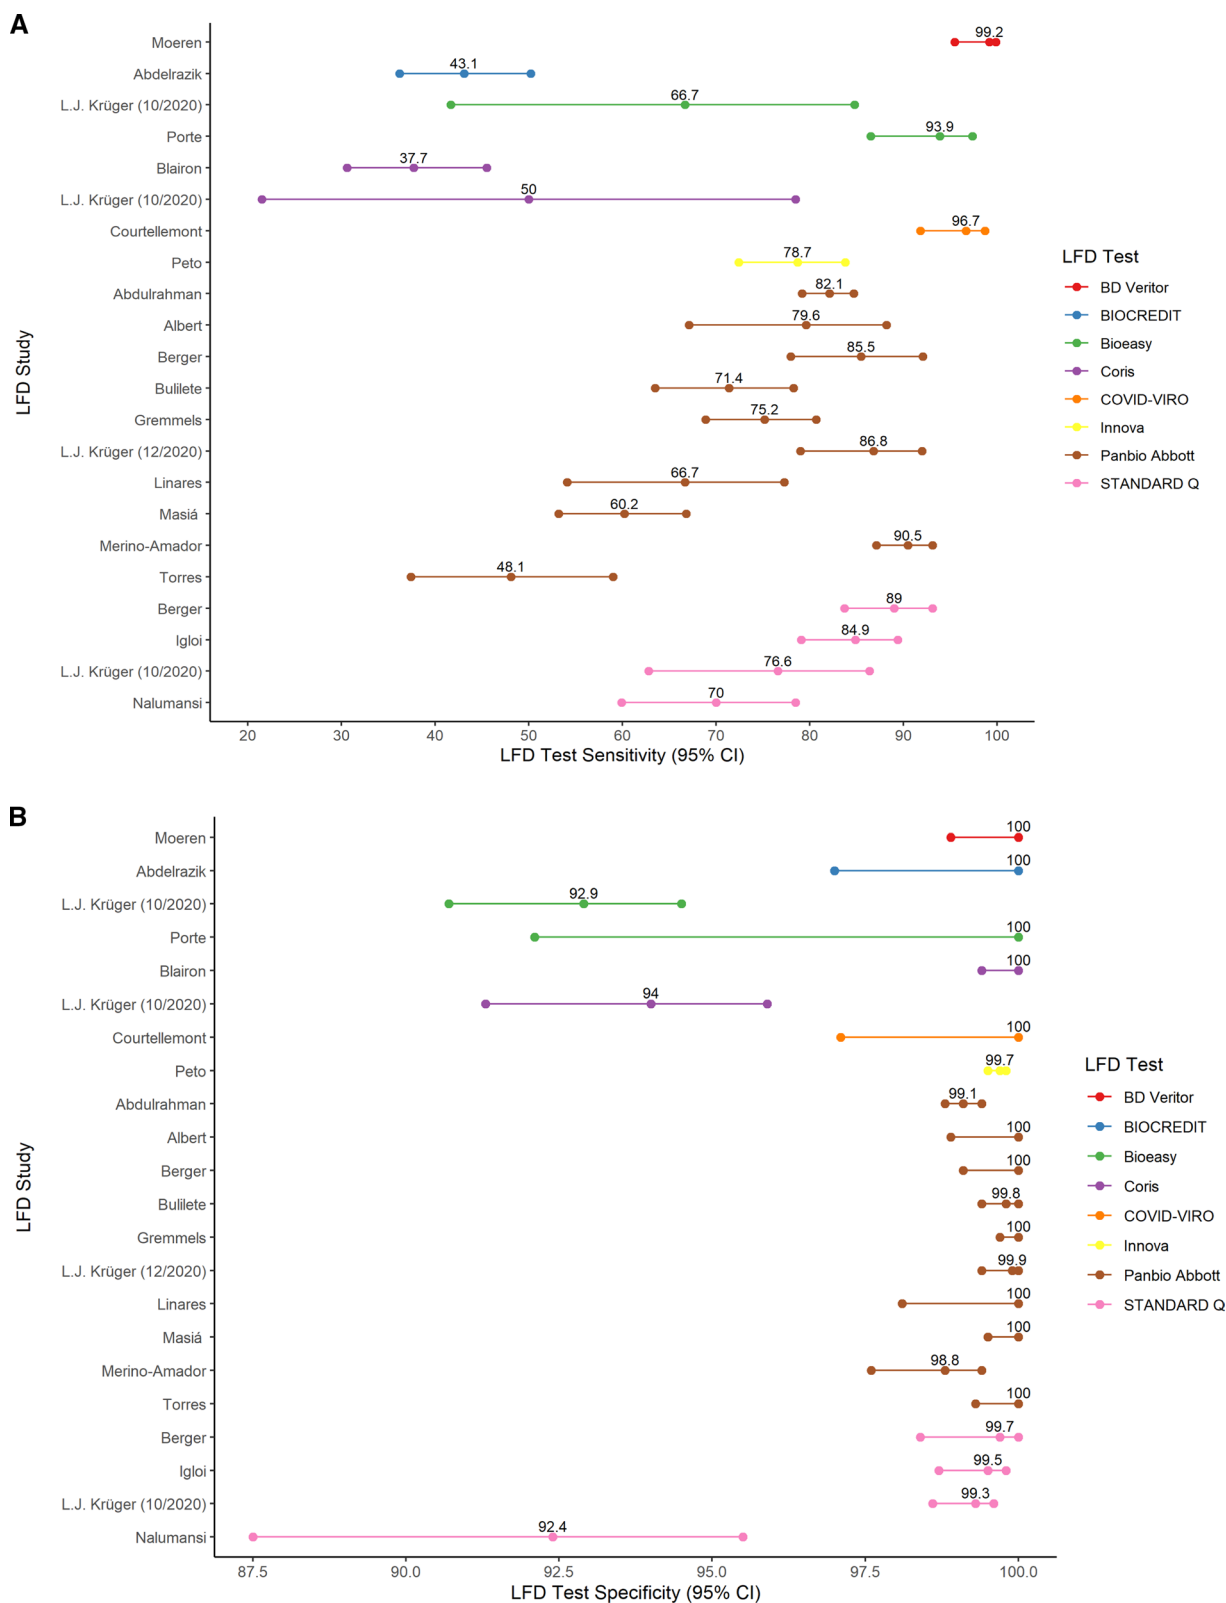 A
Moeren 99.2
Abdelrazik 43.1
L.J. Krüger (10/2020) 66.7
Porte 93.9
Blairon 37.7
L.J. Krüger (10/2020) 50
Courtellemont 96.7
Peto 78.7
Abdulrahman 82.1
Albert 79.6
Berger 85.5
Bulilete 71.4
Gremmels 75.2
L.J. Krüger (12/2020) 86.8
Linares 66.7
Masiá 60.2
Merino-Amador 90.5
Torres 48.1
Berger 89
Igloi 84.9
L.J. Krüger (10/2020) 76.6
Nalumansi 70
LFD Study
20 30 40 50 60 70 80 90 100
LFD Test Sensitivity (95% CI)
LFD Test
BD Veritor
BIOCREDIT
Bioeasy
Coris
COVID-VIRO
Innova
Panbio Abbott
STANDARD Q
B
Moeren 100
Abdelrazik 100
L.J. Krüger (10/2020) 92.9
Porte 100
Blairon 100
L.J. Krüger (10/2020) 94
Courtellemont 100
Peto 99.7
Abdulrahman 99.1
Albert 100
Berger 100
Bulilete 99.8
Gremmels 100
L.J. Krüger (12/2020) 99.9
Linares 100
Masiá 100
Merino-Amador 98.8
Torres 100
Berger 99.7
Igloi 99.5
L.J. Krüger (10/2020) 99.3
Nalumansi 92.4
LFD Study
87.5 90.0 92.5 95.0 97.5 100.0
LFD Test Specificity (95% CI)
LFD Test
BD Veritor
BIOCREDIT
Bioeasy
Coris
COVID-VIRO
Innova
Panbio Abbott
STANDARD Q